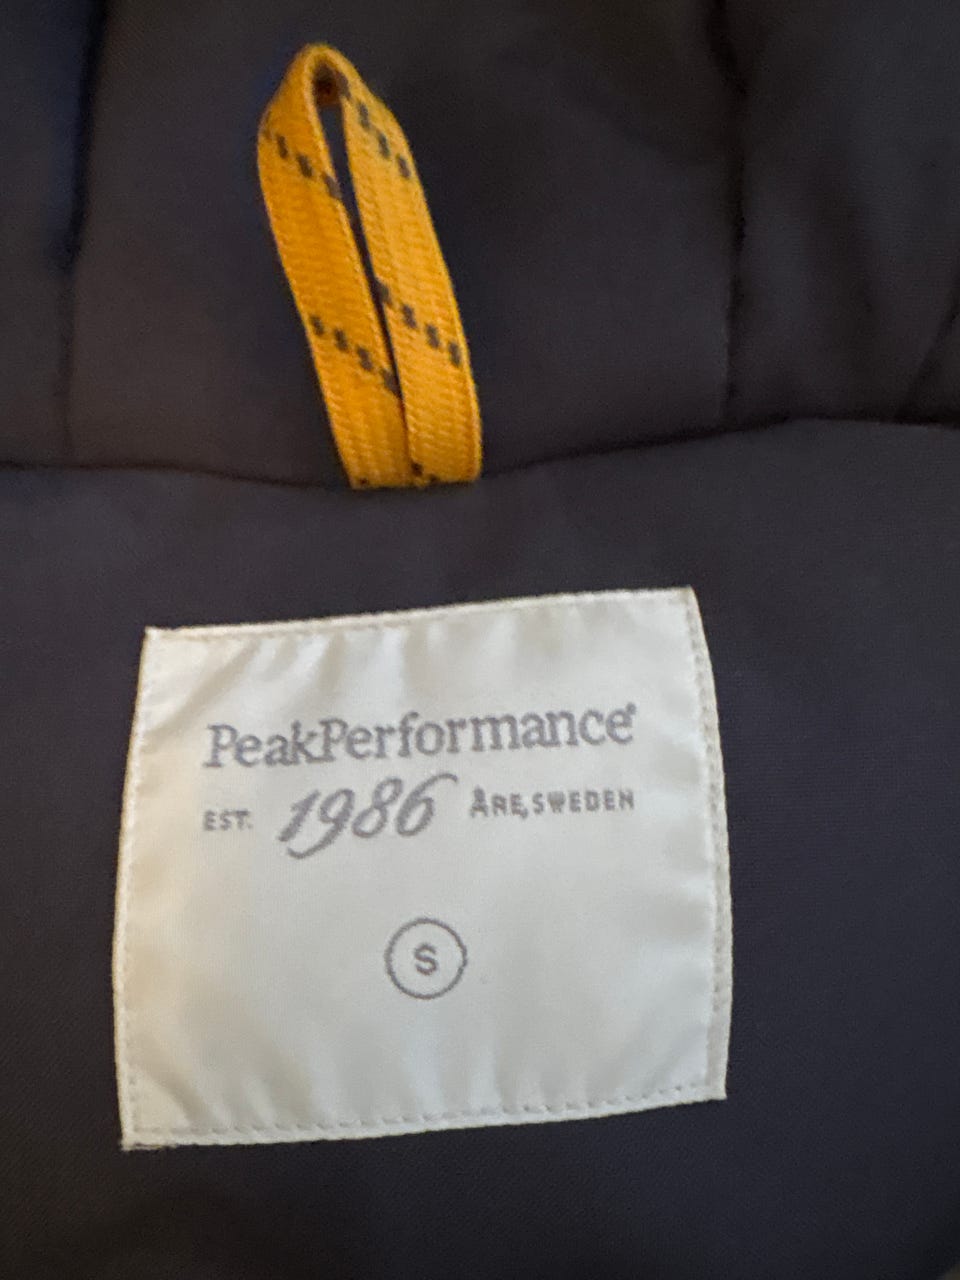 PeakPerformance®
EST. 1986 ÅRE, SWEDEN
S